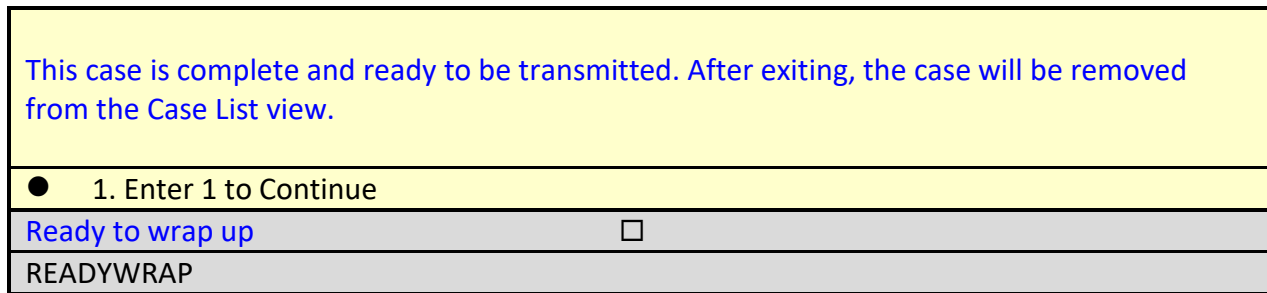 This case is complete and ready to be transmitted. After exiting, the case will be removed
from the Case List view.
● 1. Enter 1 to Continue
Ready to wrap up ☐
READYWRAP